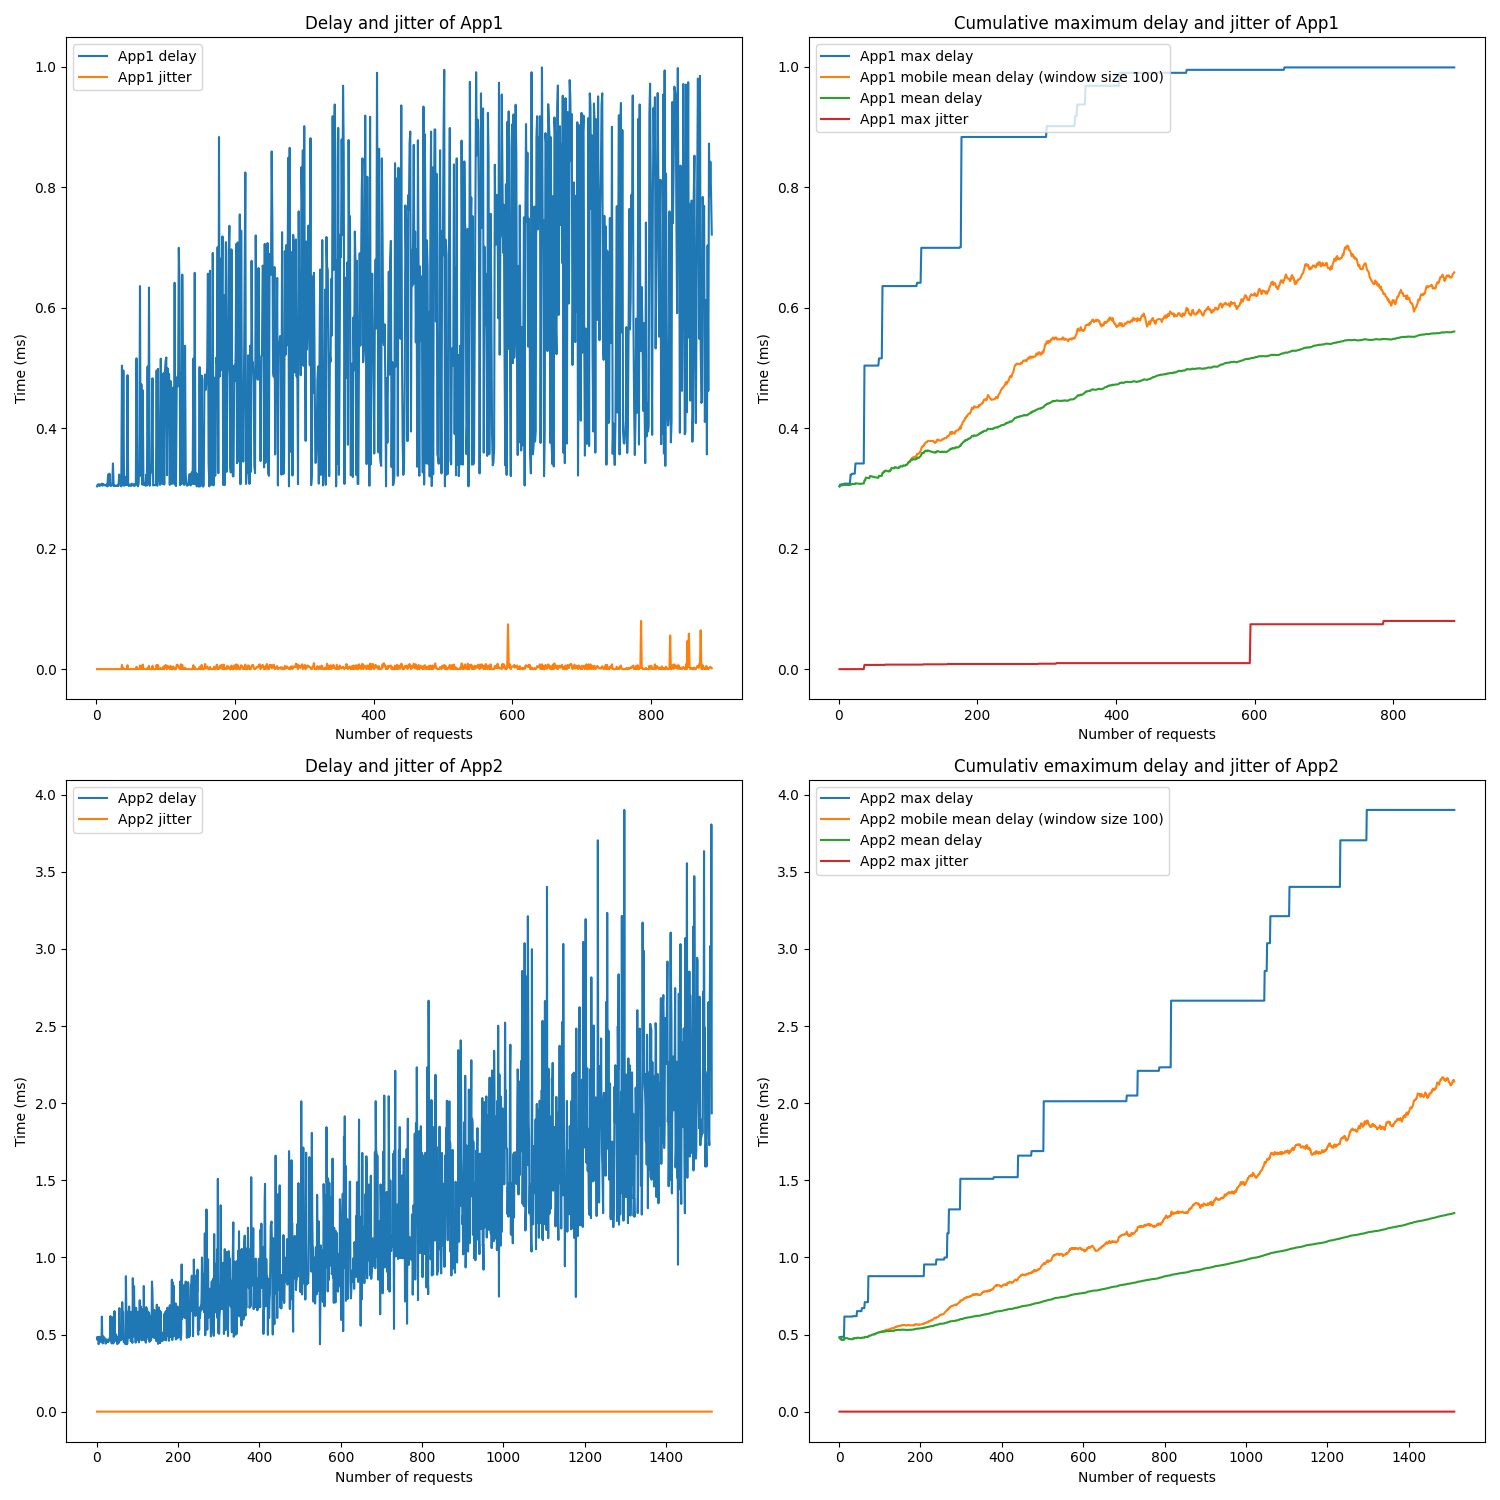 Delay and jitter of App1
App1 delay
App1 jitter
1.0
0.8
0.6
0.4
0.2
0.0
Time (ms)
0 200 400 600 800
Number of requests
Cumulative maximum delay and jitter of App1
App1 max delay
App1 mobile mean delay (window size 100)
App1 mean delay
App1 max jitter
1.0
0.8
0.6
0.4
0.2
0.0
Time (ms)
0 200 400 600 800
Number of requests
Delay and jitter of App2
App2 delay
App2 jitter
4.0
3.5
3.0
2.5
2.0
1.5
1.0
0.5
0.0
Time (ms)
0 200 400 600 800 1000 1200 1400
Number of requests
Cumulativ emaximum delay and jitter of App2
App2 max delay
App2 mobile mean delay (window size 100)
App2 mean delay
App2 max jitter
4.0
3.5
3.0
2.5
2.0
1.5
1.0
0.5
0.0
Time (ms)
0 200 400 600 800 1000 1200 1400
Number of requests